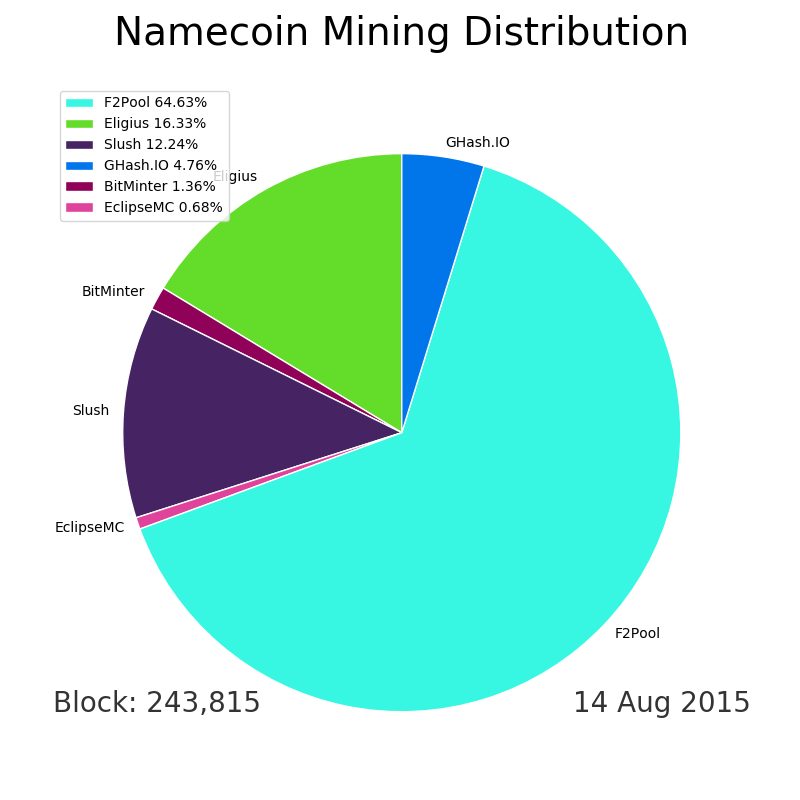 Namecoin Mining Distribution
F2Pool 64.63%
Eligius 16.33%
Slush 12.24%
GHash.IO 4.76%
BitMinter 1.36%
EclipseMC 0.68%
GHash.IO
Eligius
BitMinter
Slush
EclipseMC
F2Pool
Block: 243,815
14 Aug 2015